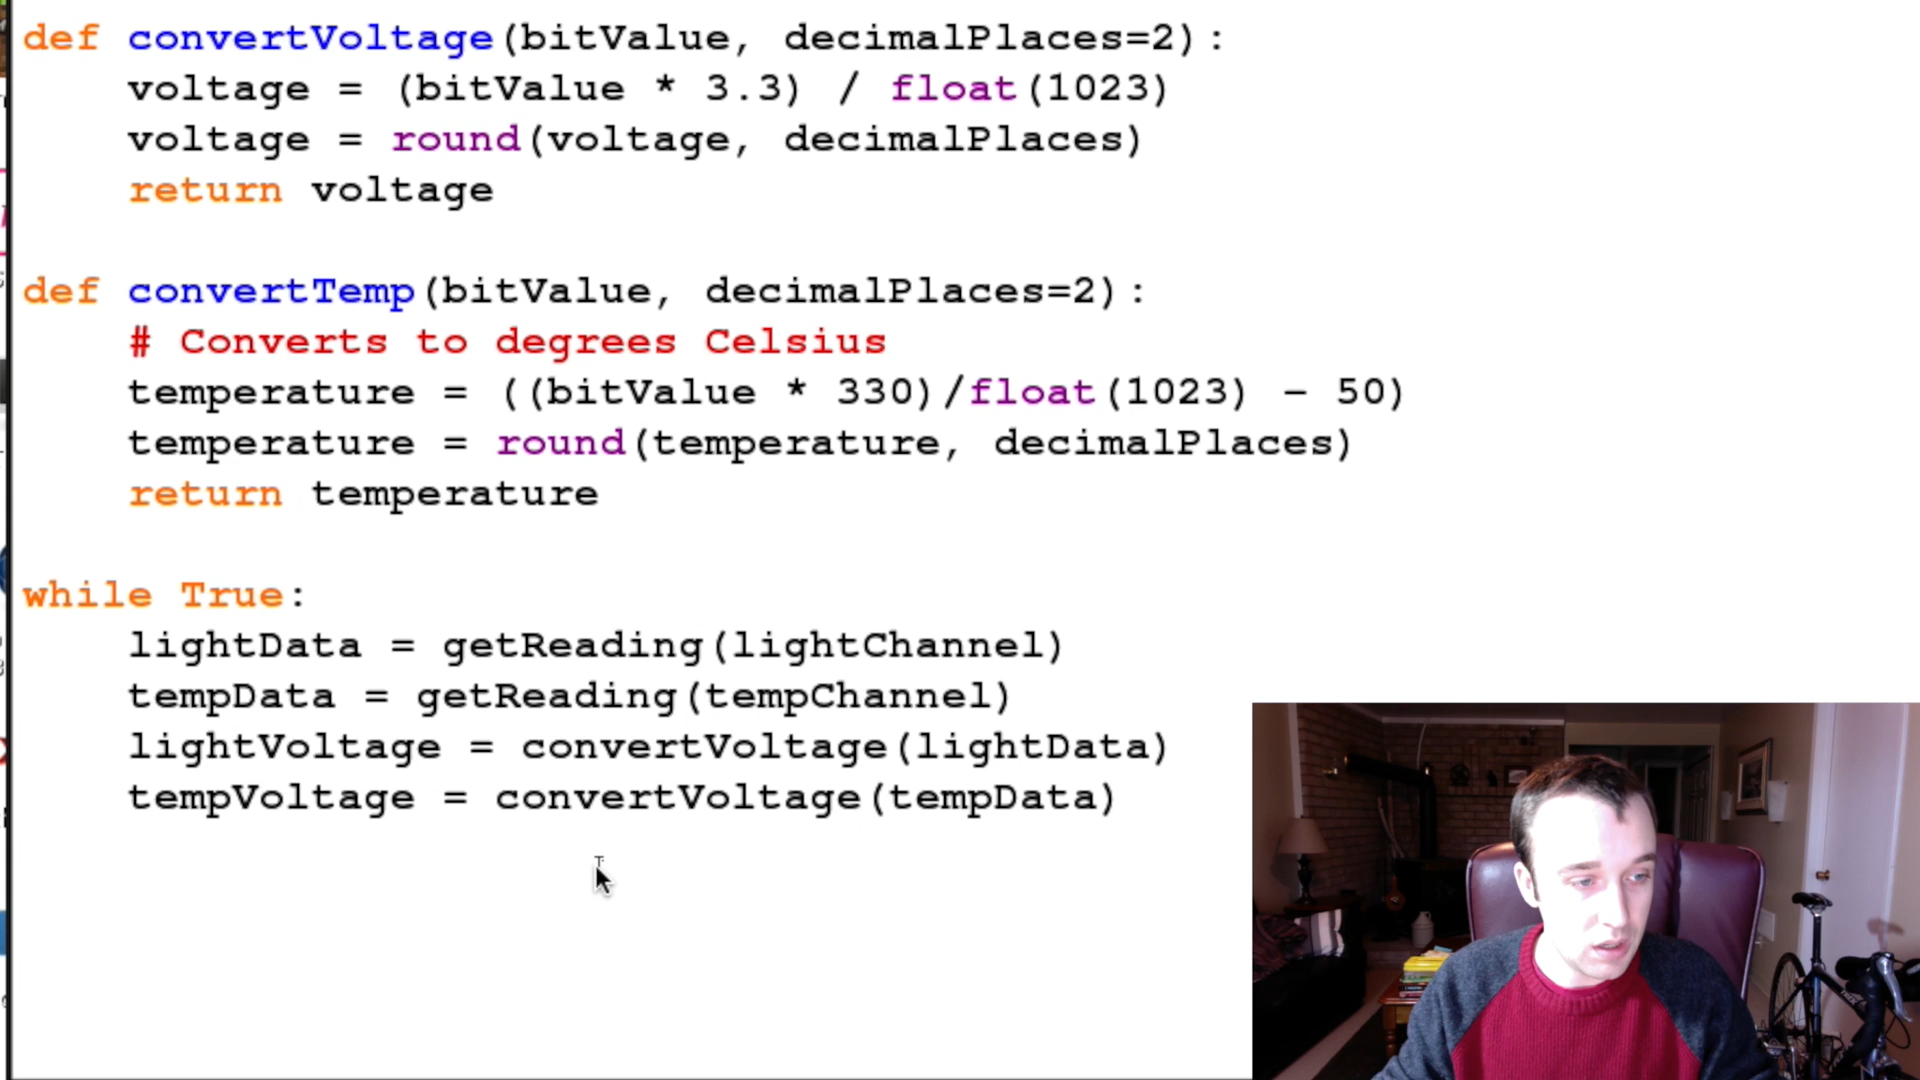 def convertVoltage(bitValue, decimalPlaces=2):
voltage = (bitValue * 3.3) / float(1023)
voltage = round(voltage, decimalPlaces)
return voltage
def convertTemp(bitValue, decimalPlaces=2):
# Converts to degrees Celsius
temperature = ((bitValue * 330)/float(1023) - 50)
temperature = round(temperature, decimalPlaces)
return temperature
while True:
lightData = getReading(lightChannel)
tempData = getReading(tempChannel)
lightVoltage = convertVoltage(lightData)
tempVoltage = convertVoltage(tempData)